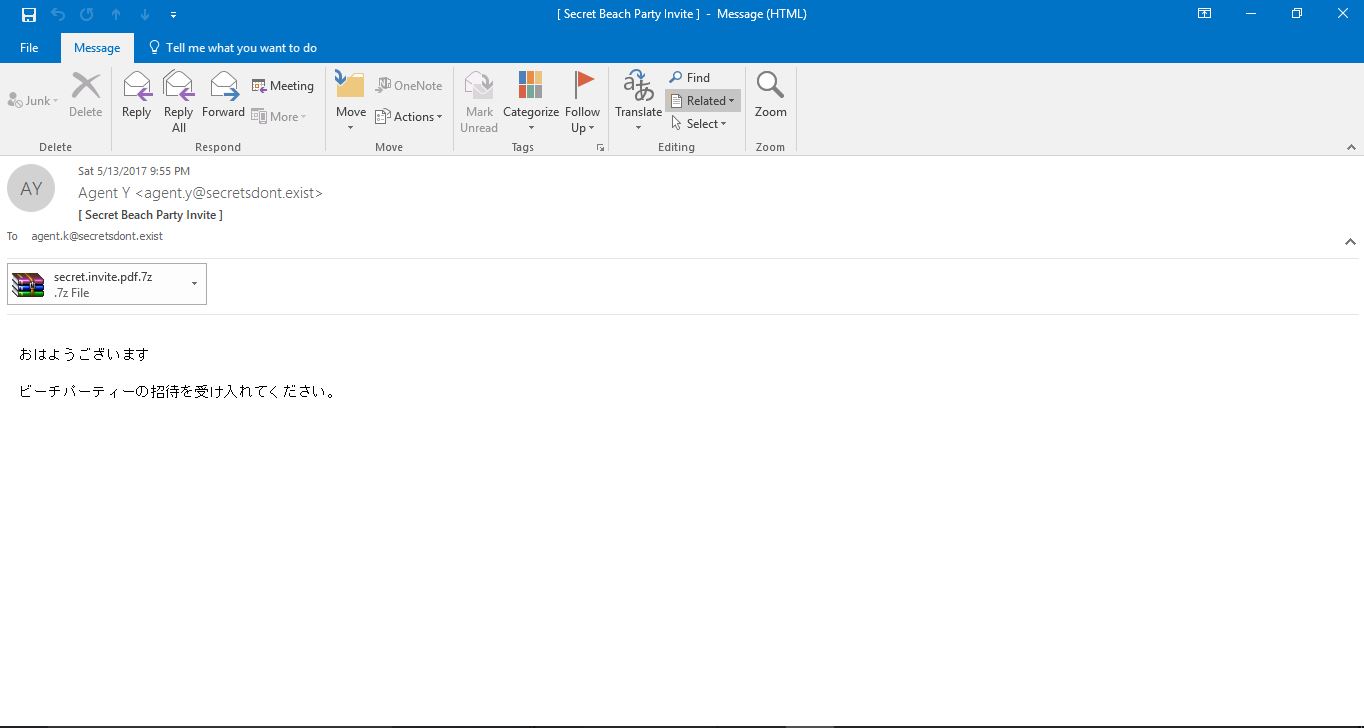 [ Secret Beach Party Invite ] - Message (HTML)
File Message Tell me what you want to do
Junk
Delete
Reply
Reply All
Forward
Meeting
More
Move
OneNote
Actions
Mark Unread
Categorize
Follow Up
Translate
Find
Related
Select
Zoom
Delete Respond Move Tags Editing Zoom
AY
Sat 5/13/2017 9:55 PM
Agent Y <agent.y@secretsdont.exist>
[ Secret Beach Party Invite ]
To agent.k@secretsdont.exist
secret.invite.pdf.7z
.7z File
おはようございます
ビーチパーティーの招待を受け入れてください。